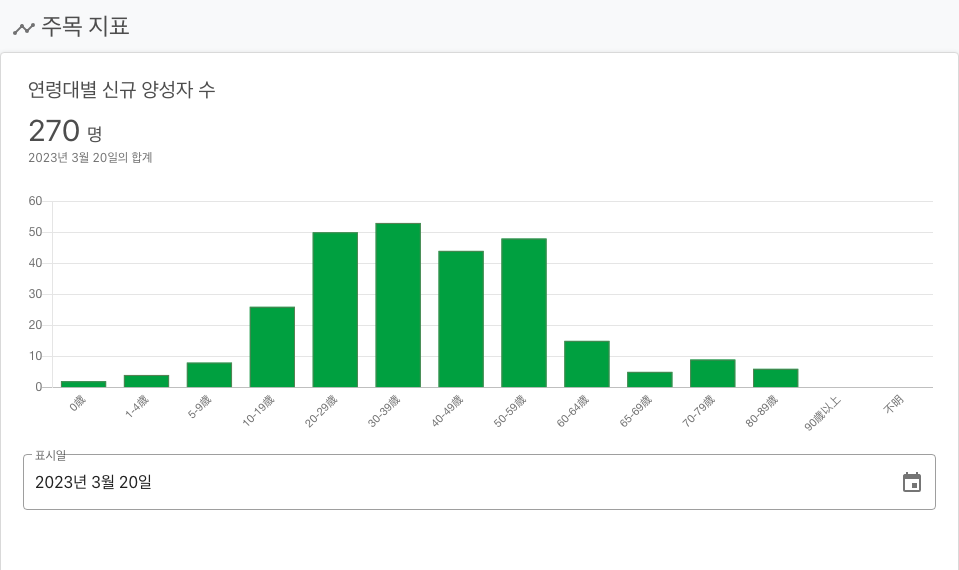 주목 지표
연령대별 신규 양성자 수
270 명
2023년 3월 20일의 합계
60
50
40
30
20
10
0
0歳
1-4歳
5-9歳
10-19歳
20-29歳
30-39歳
40-49歳
50-59歳
60-64歳
65-69歳
70-79歳
80-89歳
90歳以上
不明
표시일
2023년 3월 20일